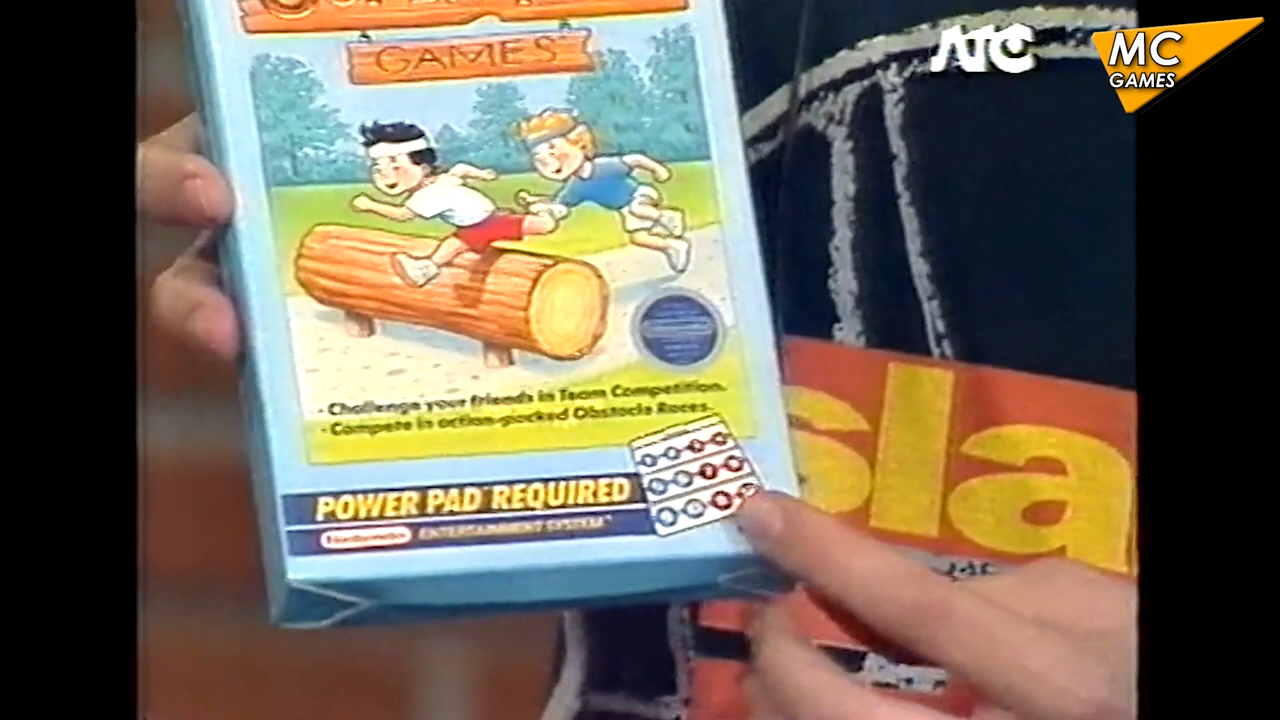 ATC
MC
GAMES
GAMES
- Challenge your friends in Team Competition.
- Compete in action-packed Obstacle Races.
POWER PAD REQUIRED
Nintendo ENTERTAINMENT SYSTEM™
sla